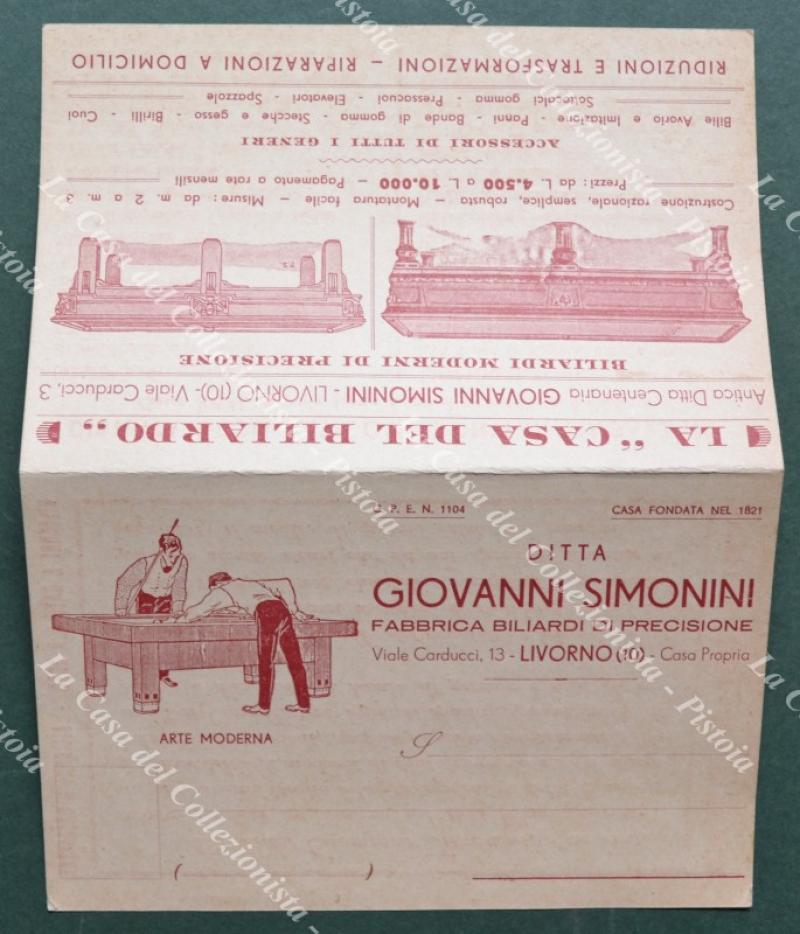 LA "CASA DEL BILIARDO"
Antica Ditta Centenaria GIOVANNI SIMONINI - LIVORNO (10) - Viale Carducci, 3
BILIARDI MODERNI DI PRECISIONE
Costruzione razionale, semplice, robusta - Montatura facile - Misure: da m. 2 a m. 3
Prezzi: da L. 4.500 a L. 10.000 - Pagamento a rate mensili
ACCESSORI DI TUTTI I GENERI
Bilie Avorio e Imitazione - Panni - Bande di gomma - Stecche e gesso - Birilli - Cuoi
Sottocalci gomma - Pressacuoi - Elevatori - Spazzole
RIDUZIONI E TRASFORMAZIONI - RIPARAZIONI A DOMICILIO
C. P. E. N. 1104
CASA FONDATA NEL 1821
DITTA
GIOVANNI SIMONINI
FABBRICA BILIARDI DI PRECISIONE
Viale Carducci, 13 - LIVORNO (10) - Casa Propria
ARTE MODERNA
S
( )
La Casa del Collezionista - Pistoia